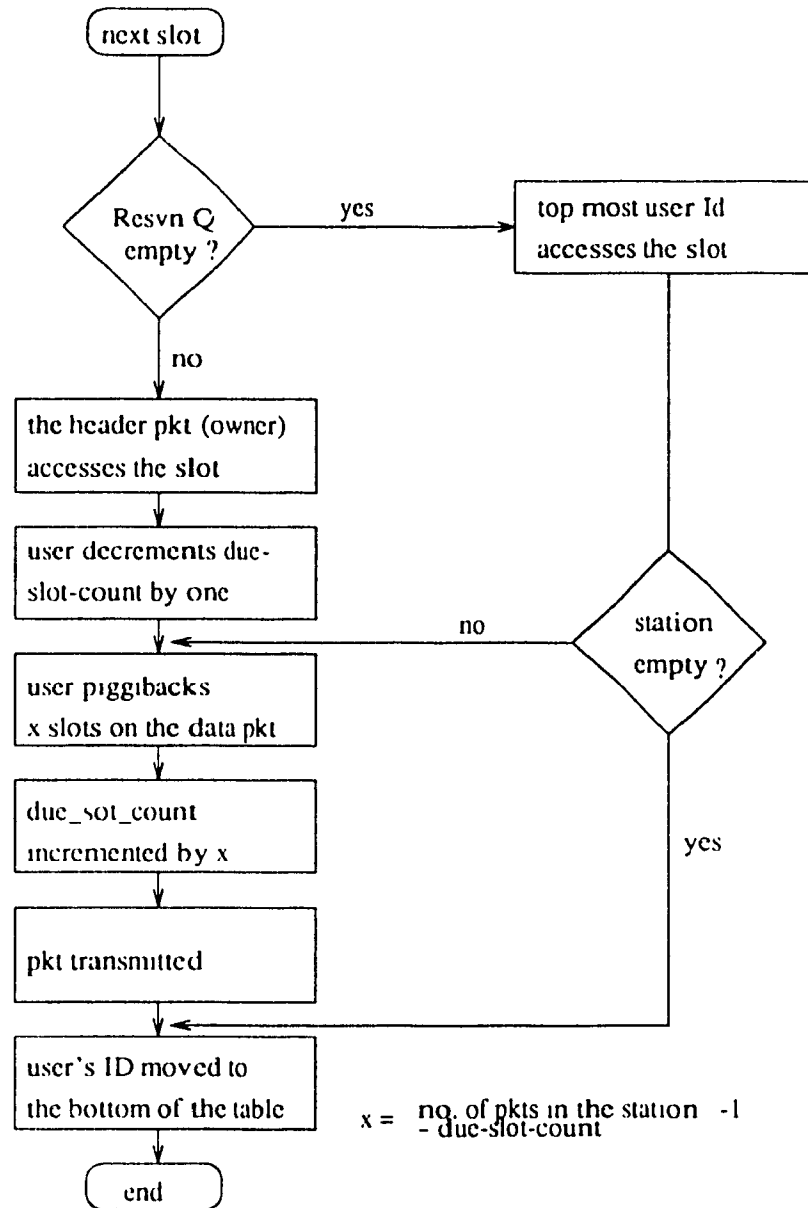 next slot
Resvn Q
empty ?
yes
top most user Id
accesses the slot
no
the header pkt (owner)
accesses the slot
user decrements due-
slot-count by one
no
station
empty ?
user piggibacks
x slots on the data pkt
due_sot_count
incremented by x
yes
pkt transmitted
user's ID moved to
the bottom of the table
x = no. of pkts in the station -1
- due-slot-count
end